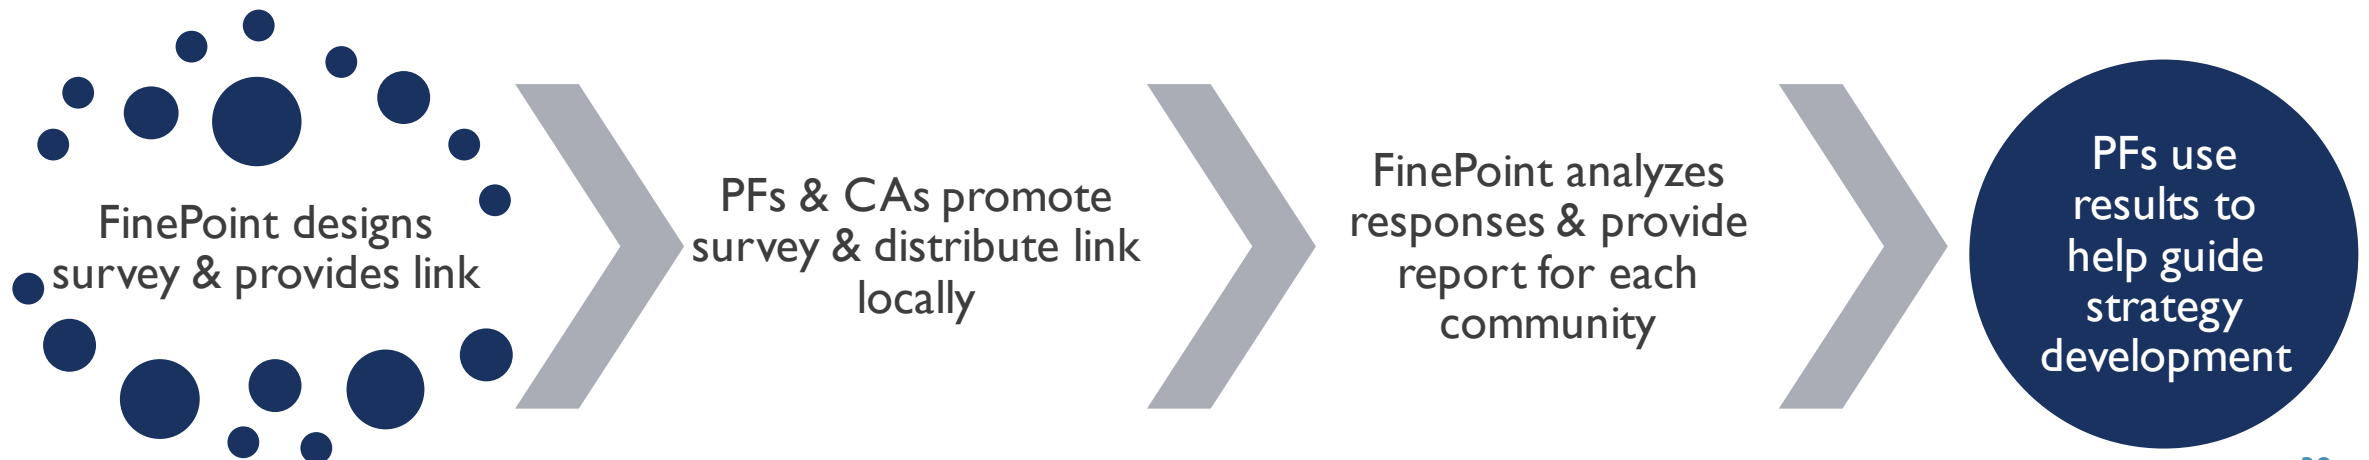 FinePoint designs
survey & provides link
PFs & CAs promote
survey & distribute link
locally
FinePoint analyzes
responses & provide
report for each
community
PFs use
results to
help guide
strategy
development